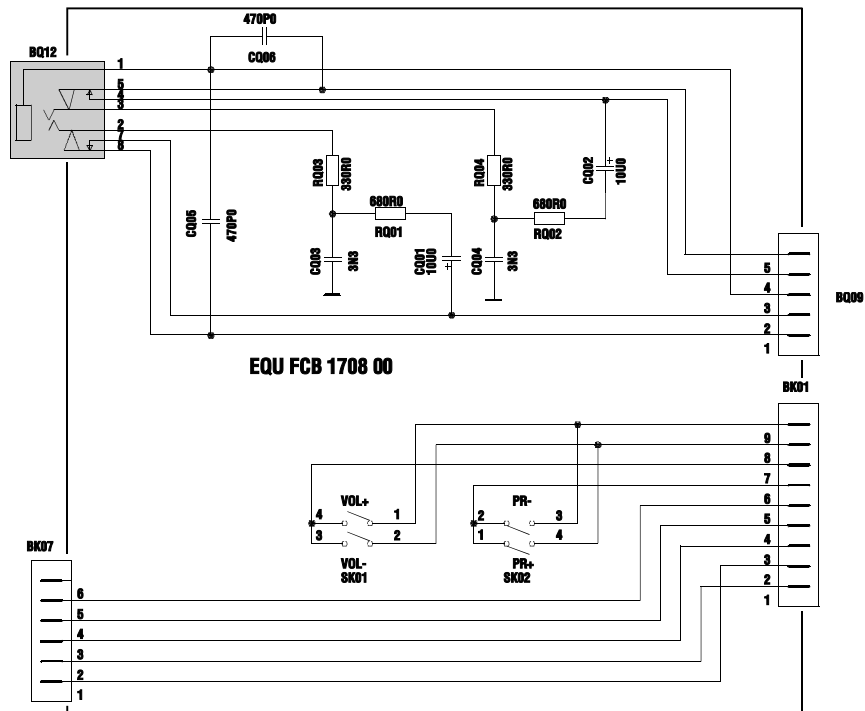 470P0
CQ06
BQ12
1
5
4
3
2
7
8
RQ03
330R0
RQ04
330R0
CQ02
+
10U0
680R0
RQ01
680R0
RQ02
CQ05
470P0
CQ03
3N3
CQ01
10U0
+
CQ04
3N3
5
4
3
2
1
BQ09
EQU FCB 1708 00
BK01
9
8
7
6
5
4
3
2
1
VOL+
4
1
3
2
VOL-
SK01
PR-
2
3
1
4
PR+
SK02
BK07
6
5
4
3
2
1